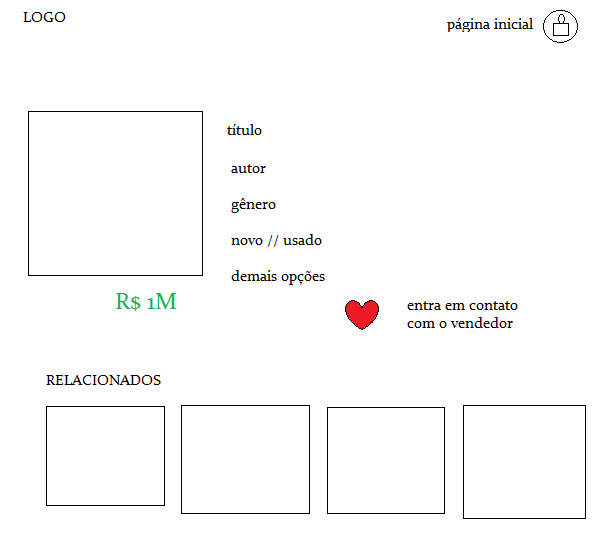 LOGO
página inicial
título
autor
gênero
novo // usado
demais opções
R$ 1M
entra em contato
com o vendedor
RELACIONADOS